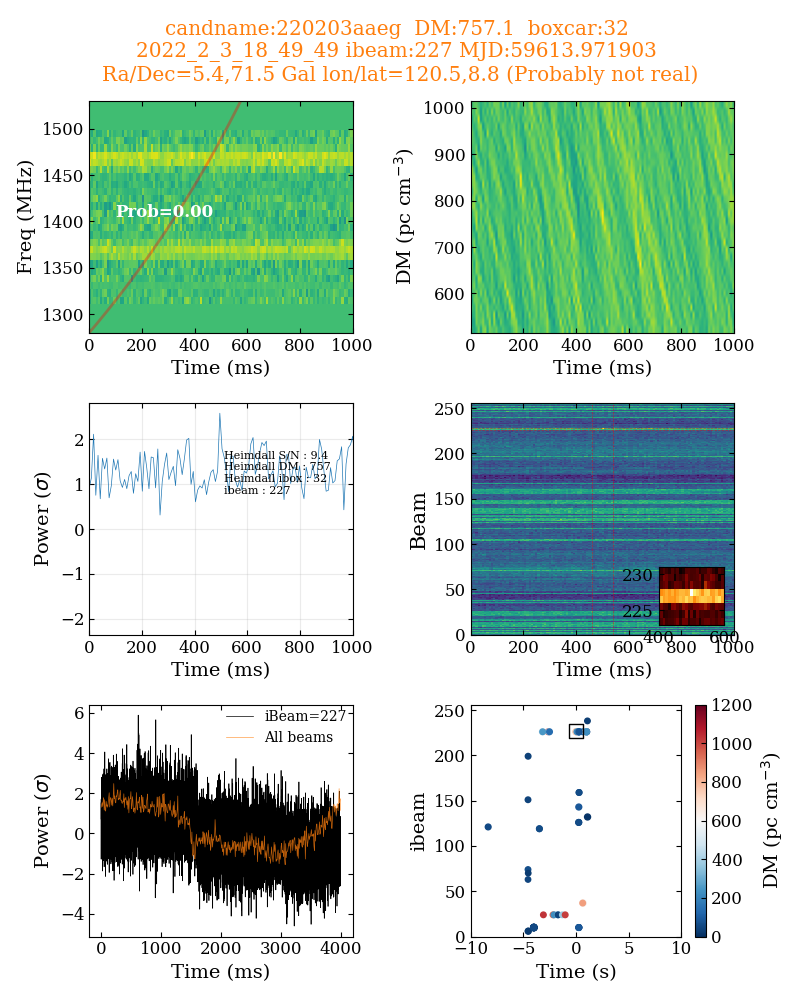 candname:220203aaeg  DM:757.1  boxcar:32
2022_2_3_18_49_49 ibeam:227 MJD:59613.971903
Ra/Dec=5.4,71.5 Gal lon/lat=120.5,8.8 (Probably not real)
1500
1450
1400
1350
1300
Freq (MHz)
Prob=0.00
0 200 400 600 800 1000
Time (ms)
1000
900
800
700
600
DM (pc cm⁻³)
0 200 400 600 800 1000
Time (ms)
2
1
0
−1
−2
Power (σ)
Heimdall S/N : 9.4
Heimdall DM : 757
Heimdall ibox : 32
ibeam : 227
0 200 400 600 800 1000
Time (ms)
250
200
150
100
50
0
Beam
230
225
400 600
0 200 400 600 800 1000
Time (ms)
6
4
2
0
−2
−4
Power (σ)
iBeam=227
All beams
0 1000 2000 3000 4000
Time (ms)
250
200
150
100
50
0
ibeam
−10 −5 0 5 10
Time (s)
1200
1000
800
600
400
200
0
DM (pc cm⁻³)